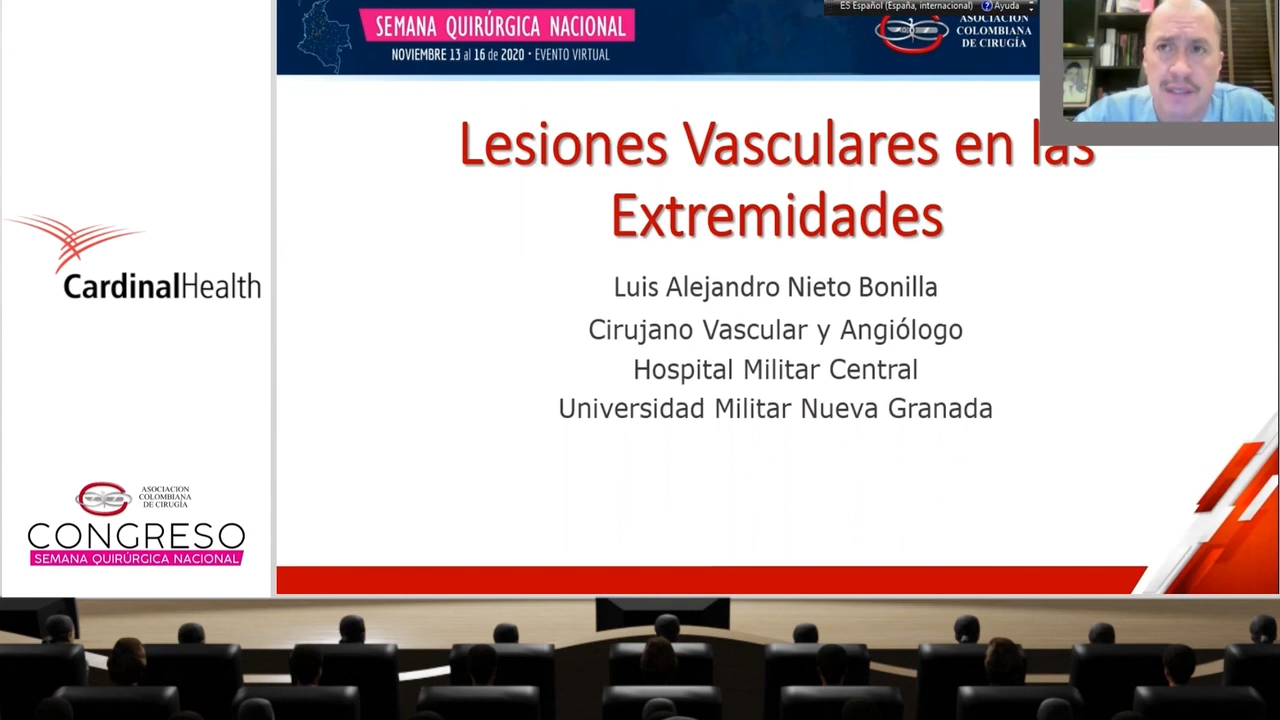 ES Español (España, internacional) ? Ayuda
SEMANA QUIRÚRGICA NACIONAL
NOVIEMBRE 13 al 16 de 2020 • EVENTO VIRTUAL
ASOCIACIÓN
COLOMBIANA
DE CIRUGÍA
Lesiones Vasculares en las
Extremidades
Luis Alejandro Nieto Bonilla
Cirujano Vascular y Angiólogo
Hospital Militar Central
Universidad Militar Nueva Granada
CardinalHealth
ASOCIACION
COLOMBIANA
DE CIRUGÍA
CONGRESO
SEMANA QUIRÚRGICA NACIONAL